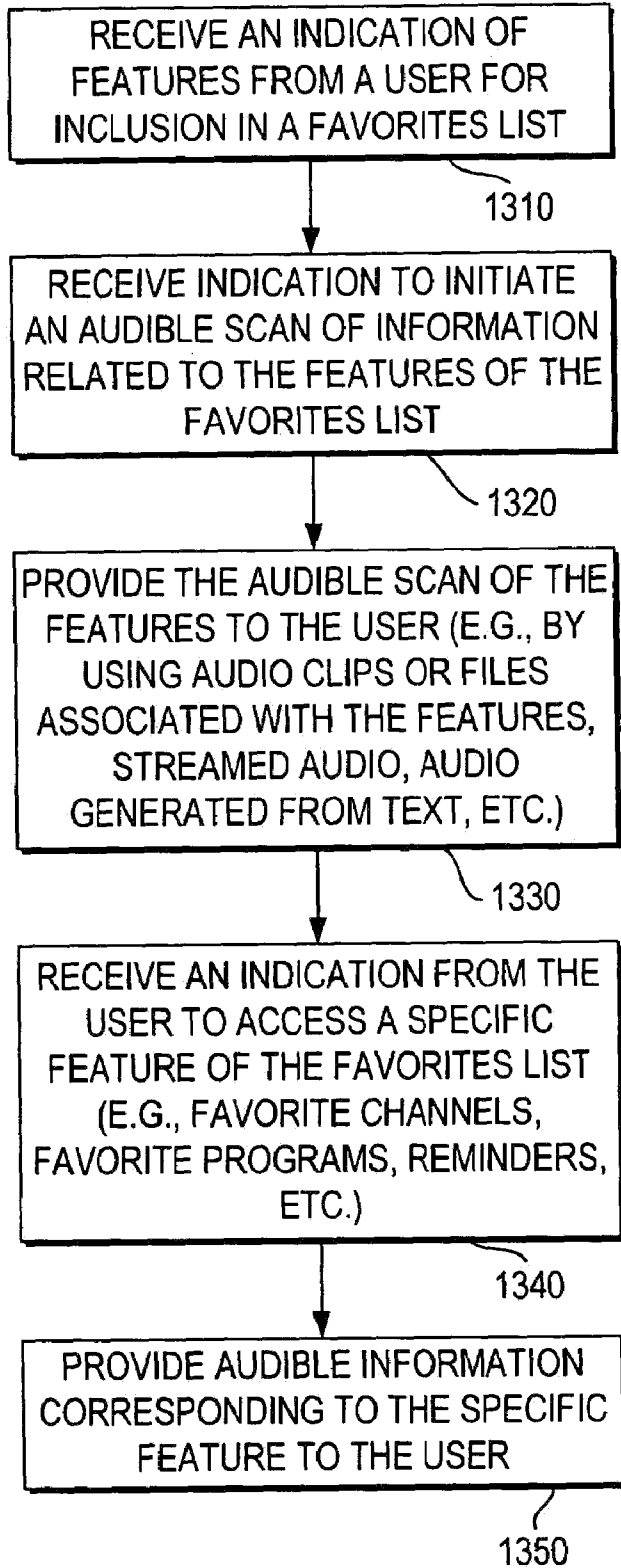 RECEIVE AN INDICATION OF
FEATURES FROM A USER FOR
INCLUSION IN A FAVORITES LIST
1310
RECEIVE INDICATION TO INITIATE
AN AUDIBLE SCAN OF INFORMATION
RELATED TO THE FEATURES OF THE
FAVORITES LIST
1320
PROVIDE THE AUDIBLE SCAN OF THE
FEATURES TO THE USER (E.G., BY
USING AUDIO CLIPS OR FILES
ASSOCIATED WITH THE FEATURES,
STREAMED AUDIO, AUDIO
GENERATED FROM TEXT, ETC.)
1330
RECEIVE AN INDICATION FROM THE
USER TO ACCESS A SPECIFIC
FEATURE OF THE FAVORITES LIST
(E.G., FAVORITE CHANNELS,
FAVORITE PROGRAMS, REMINDERS,
ETC.)
1340
PROVIDE AUDIBLE INFORMATION
CORRESPONDING TO THE SPECIFIC
FEATURE TO THE USER
1350